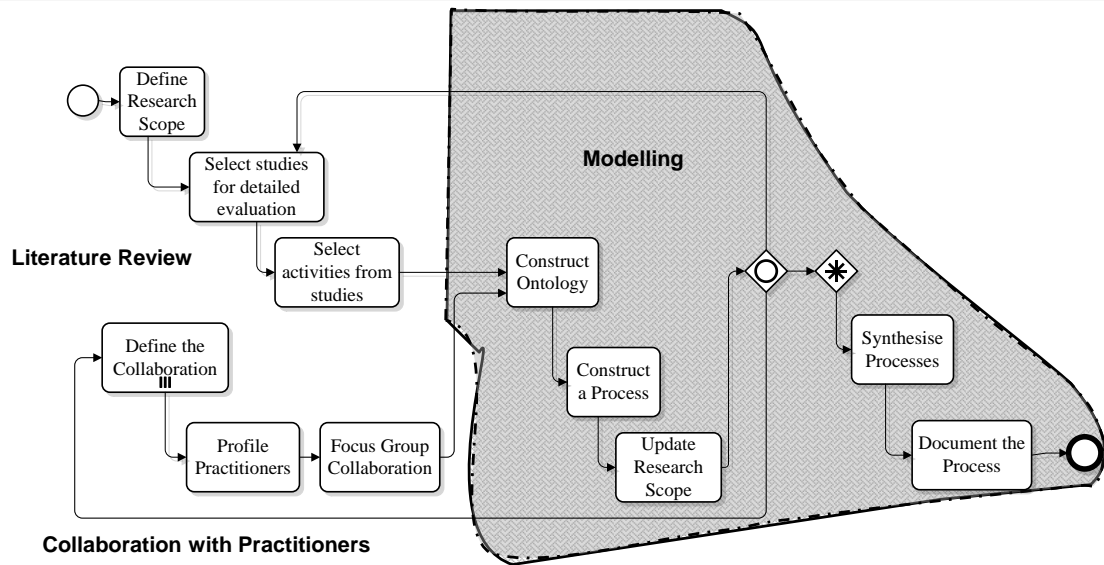 Define
Research
Scope
Select studies
for detailed
evaluation
Modelling
Literature Review
Select
activities from
studies
Construct
Ontology
Define the
Collaboration
Construct
a Process
Synthesise
Processes
Profile
Practitioners
Focus Group
Collaboration
Update
Research
Scope
Document the
Process
Collaboration with Practitioners